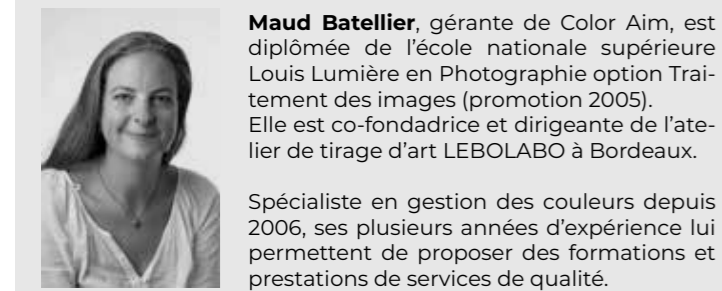 Maud Batellier, gérante de Color Aim, est
diplômée de l'école nationale supérieure
Louis Lumière en Photographie option Trai-
tement des images (promotion 2005).
Elle est co-fondadrice et dirigeante de l'ate-
lier de tirage d'art LEBOLABO à Bordeaux.
Spécialiste en gestion des couleurs depuis
2006, ses plusieurs années d'expérience lui
permettent de proposer des formations et
prestations de services de qualité.